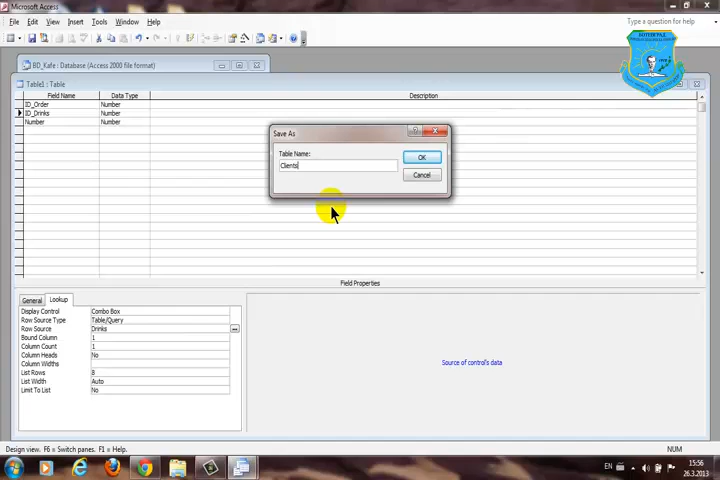 Microsoft Access
File Edit View Insert Tools Window Help
Type a question for help
BD_Kafe : Database (Access 2000 file format)
Table1 : Table
Field Name Data Type Description
ID_Order Number
ID_Drinks Number
Number Number
Save As
Table Name:
Clients
OK
Cancel
Field Properties
General Lookup
Display Control Combo Box
Row Source Type Table/Query
Row Source Drinks
Bound Column 1
Column Count 1
Column Heads No
Column Widths
List Rows 8
List Width Auto
Limit To List No
Source of control's data
Design view. F6 = Switch panes. F1 = Help.
NUM
EN
15:56
26.3.2013